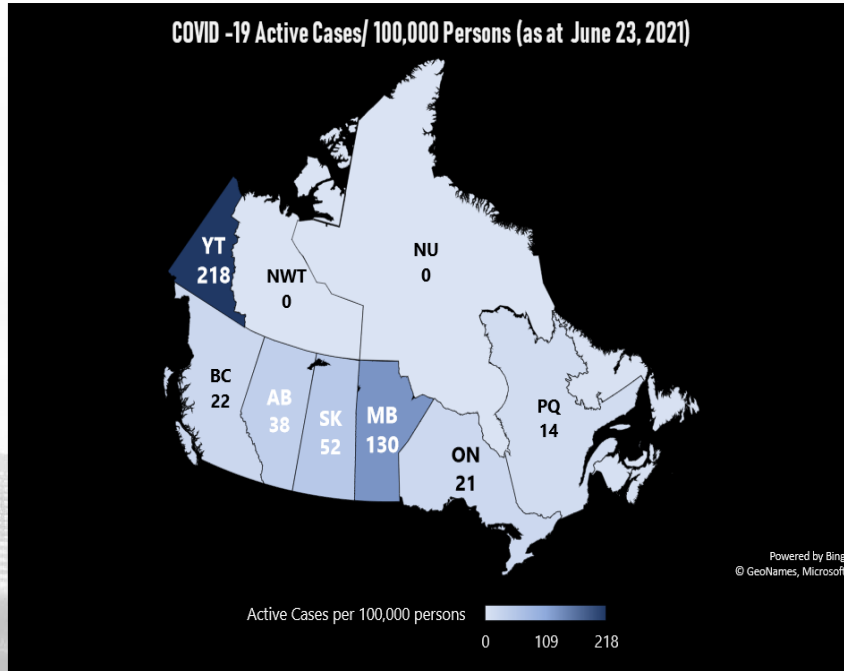 COVID -19 Active Cases/ 100,000 Persons (as at June 23, 2021)
YT
218
NWT
0
NU
0
BC
22
AB
38
SK
52
MB
130
ON
21
PQ
14
Powered by Bing
© GeoNames, Microsoft
Active Cases per 100,000 persons
0 109 218